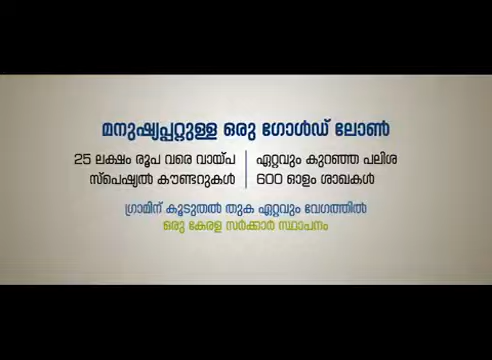 മനുഷ്യപ്പറ്റുള്ള ഒരു ഗോൾഡ് ലോൺ
25 ലക്ഷം രൂപ വരെ വായ്പ
സ്പെഷ്യൽ കൗണ്ടറുകൾ
ഏറ്റവും കുറഞ്ഞ പലിശ
600 ഓളം ശാഖകൾ
ഗ്രാമിന് കൂടുതൽ തുക ഏറ്റവും വേഗത്തിൽ
ഒരു കേരള സർക്കാർ സ്ഥാപനം